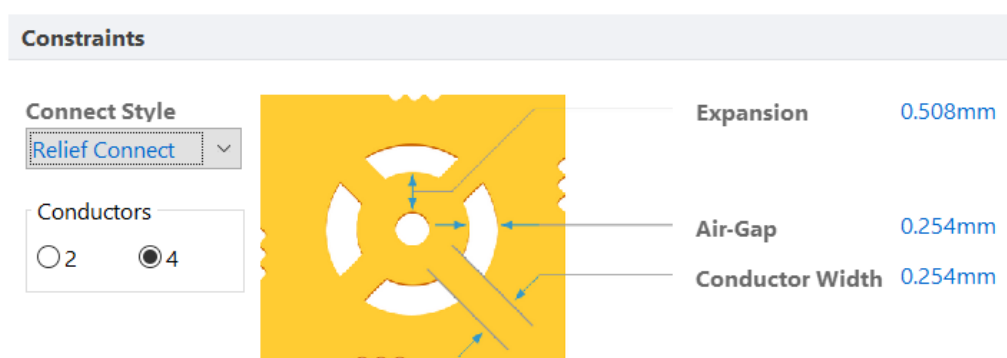 Constraints
Connect Style
Relief Connect
Conductors
2
4
Expansion 0.508mm
Air-Gap 0.254mm
Conductor Width 0.254mm